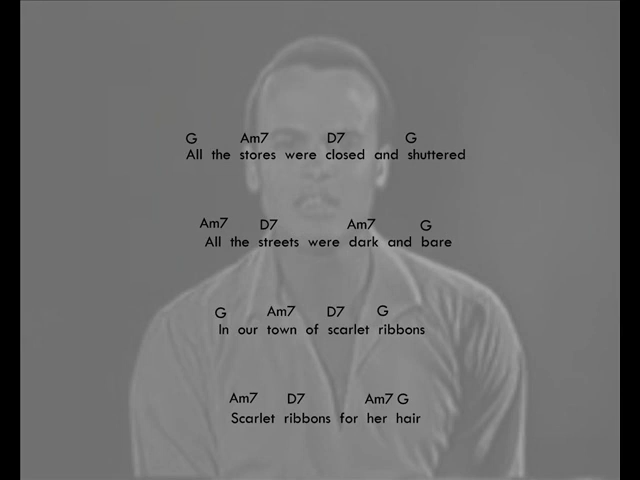 G Am7 D7 G
All the stores were closed and shuttered
Am7 D7 Am7 G
All the streets were dark and bare
G Am7 D7 G
In our town of scarlet ribbons
Am7 D7 Am7 G
Scarlet ribbons for her hair